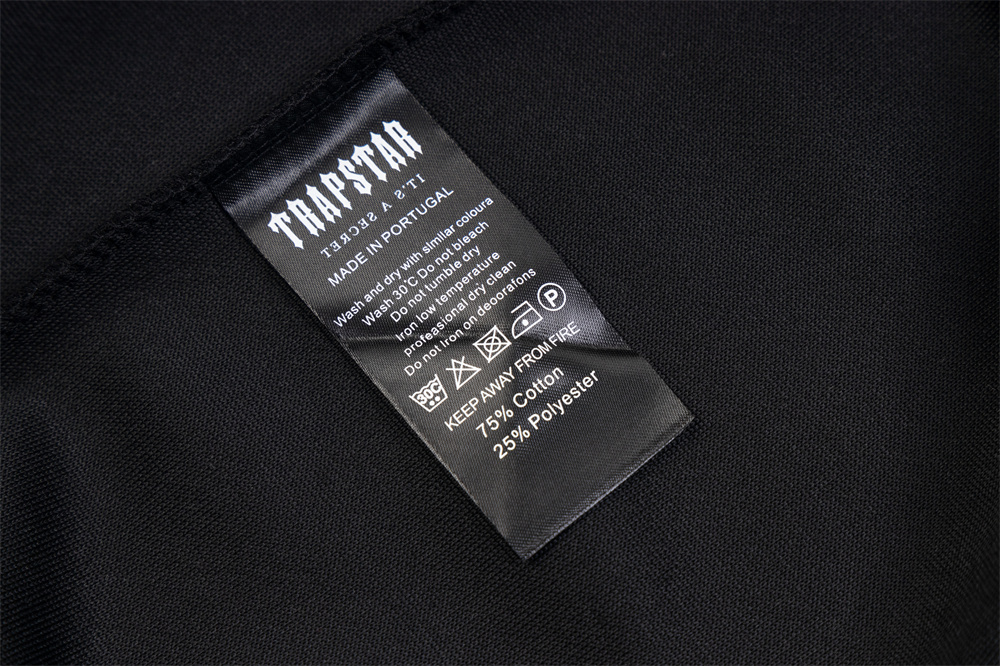 TRAPSTAR
IT'S A SECRET
MADE IN PORTUGAL
Wash and dry with similar coloura
Wash 30°C Do not bleach
Do not tumble dry
Iron low temperature
profeasional dry clean
Do not Iron on deoorafons
30C P
KEEP AWAY FROM FIRE
75% Cotton
25% Polyester